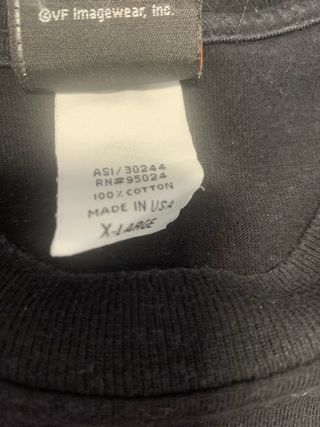 ©VF Imagewear, Inc.
ASI/30244
RN#95024
100% COTTON
MADE IN USA
X-LARGE